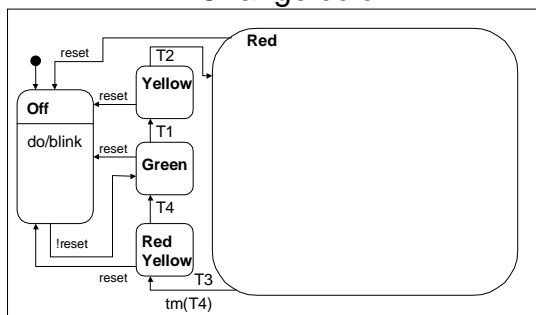 reset
T2
Red
Yellow
reset
Off
do/blink
T1
reset
Green
T4
!reset
Red
Yellow
reset
T3
tm(T4)